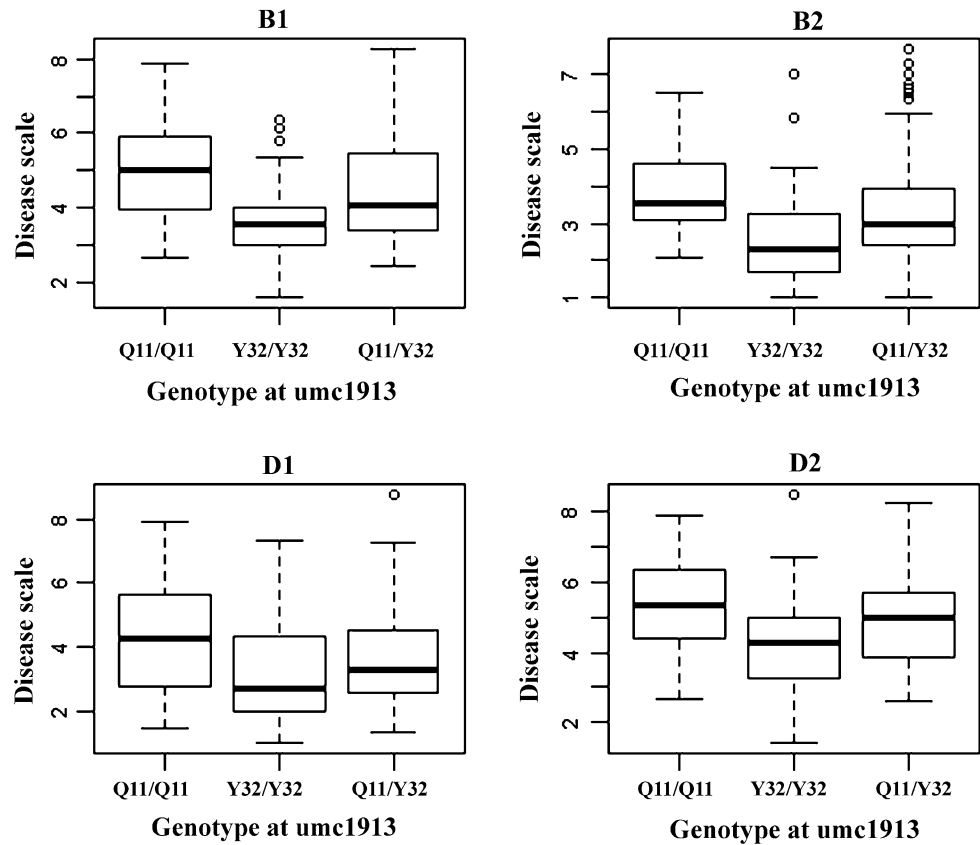 B1
Disease scale
8
6
4
2
Q11/Q11 Y32/Y32 Q11/Y32
Genotype at umc1913
B2
Disease scale
7
5
3
1
Q11/Q11 Y32/Y32 Q11/Y32
Genotype at umc1913
D1
Disease scale
8
6
4
2
Q11/Q11 Y32/Y32 Q11/Y32
Genotype at umc1913
D2
Disease scale
8
6
4
2
Q11/Q11 Y32/Y32 Q11/Y32
Genotype at umc1913